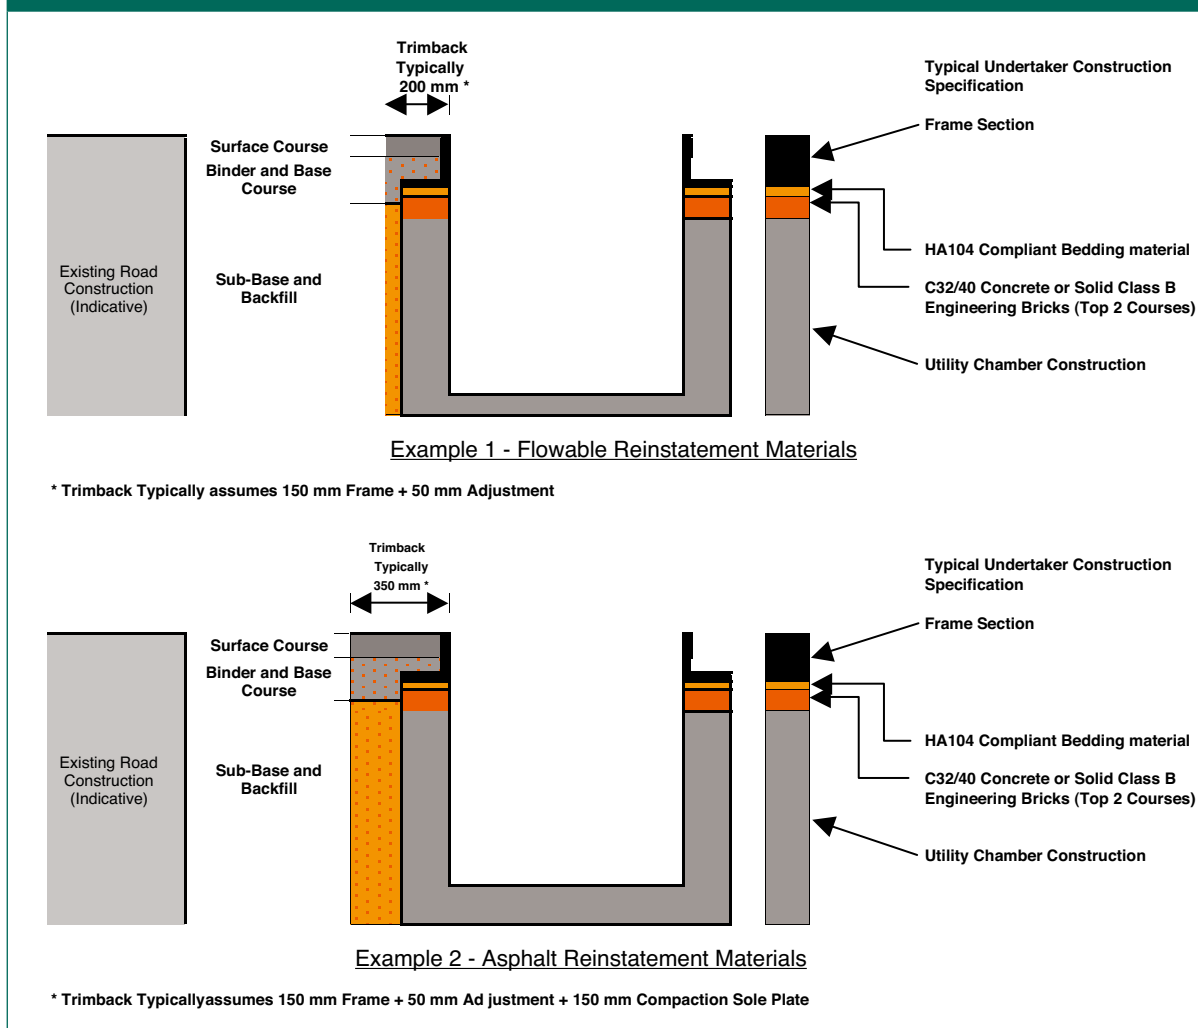 Trimback
Typically
200 mm *
Typical Undertaker Construction
Specification
Frame Section
Surface Course
Binder and Base
Course
HA104 Compliant Bedding material
Existing Road
Construction
(Indicative)
Sub-Base and
Backfill
C32/40 Concrete or Solid Class B
Engineering Bricks (Top 2 Courses)
Utility Chamber Construction
Example 1 - Flowable Reinstatement Materials
* Trimback Typically assumes 150 mm Frame + 50 mm Adjustment
Trimback
Typically
350 mm *
Typical Undertaker Construction
Specification
Frame Section
Surface Course
Binder and Base
Course
HA104 Compliant Bedding material
Existing Road
Construction
(Indicative)
Sub-Base and
Backfill
C32/40 Concrete or Solid Class B
Engineering Bricks (Top 2 Courses)
Utility Chamber Construction
Example 2 - Asphalt Reinstatement Materials
* Trimback Typicallyassumes 150 mm Frame + 50 mm Ad justment + 150 mm Compaction Sole Plate